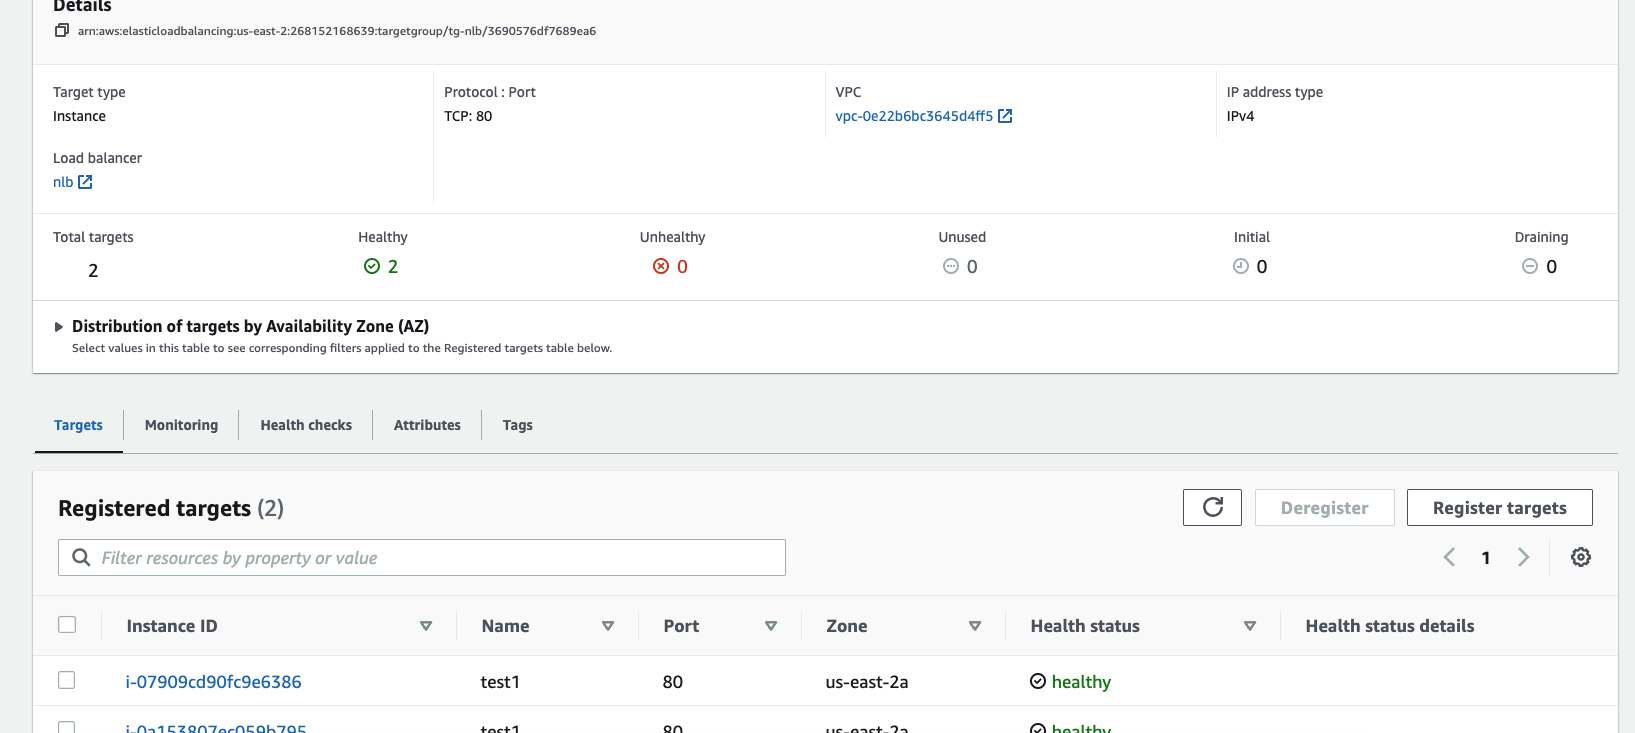 Details
arn:aws:elasticloadbalancing:us-east-2:268152168639:targetgroup/tg-nlb/3690576df7689ea6
Target type
Instance
Protocol : Port
TCP: 80
VPC
vpc-0e22b6bc3645d4ff5
IP address type
IPv4
Load balancer
nlb
Total targets
2
Healthy
2
Unhealthy
0
Unused
0
Initial
0
Draining
0
Distribution of targets by Availability Zone (AZ)
Select values in this table to see corresponding filters applied to the Registered targets table below.
Targets Monitoring Health checks Attributes Tags
Registered targets (2)
Deregister
Register targets
Filter resources by property or value
1
Instance ID Name Port Zone Health status Health status details
i-07909cd90fc9e6386 test1 80 us-east-2a healthy
i-0a153807ec059b795 test1 80 us-east-2a healthy